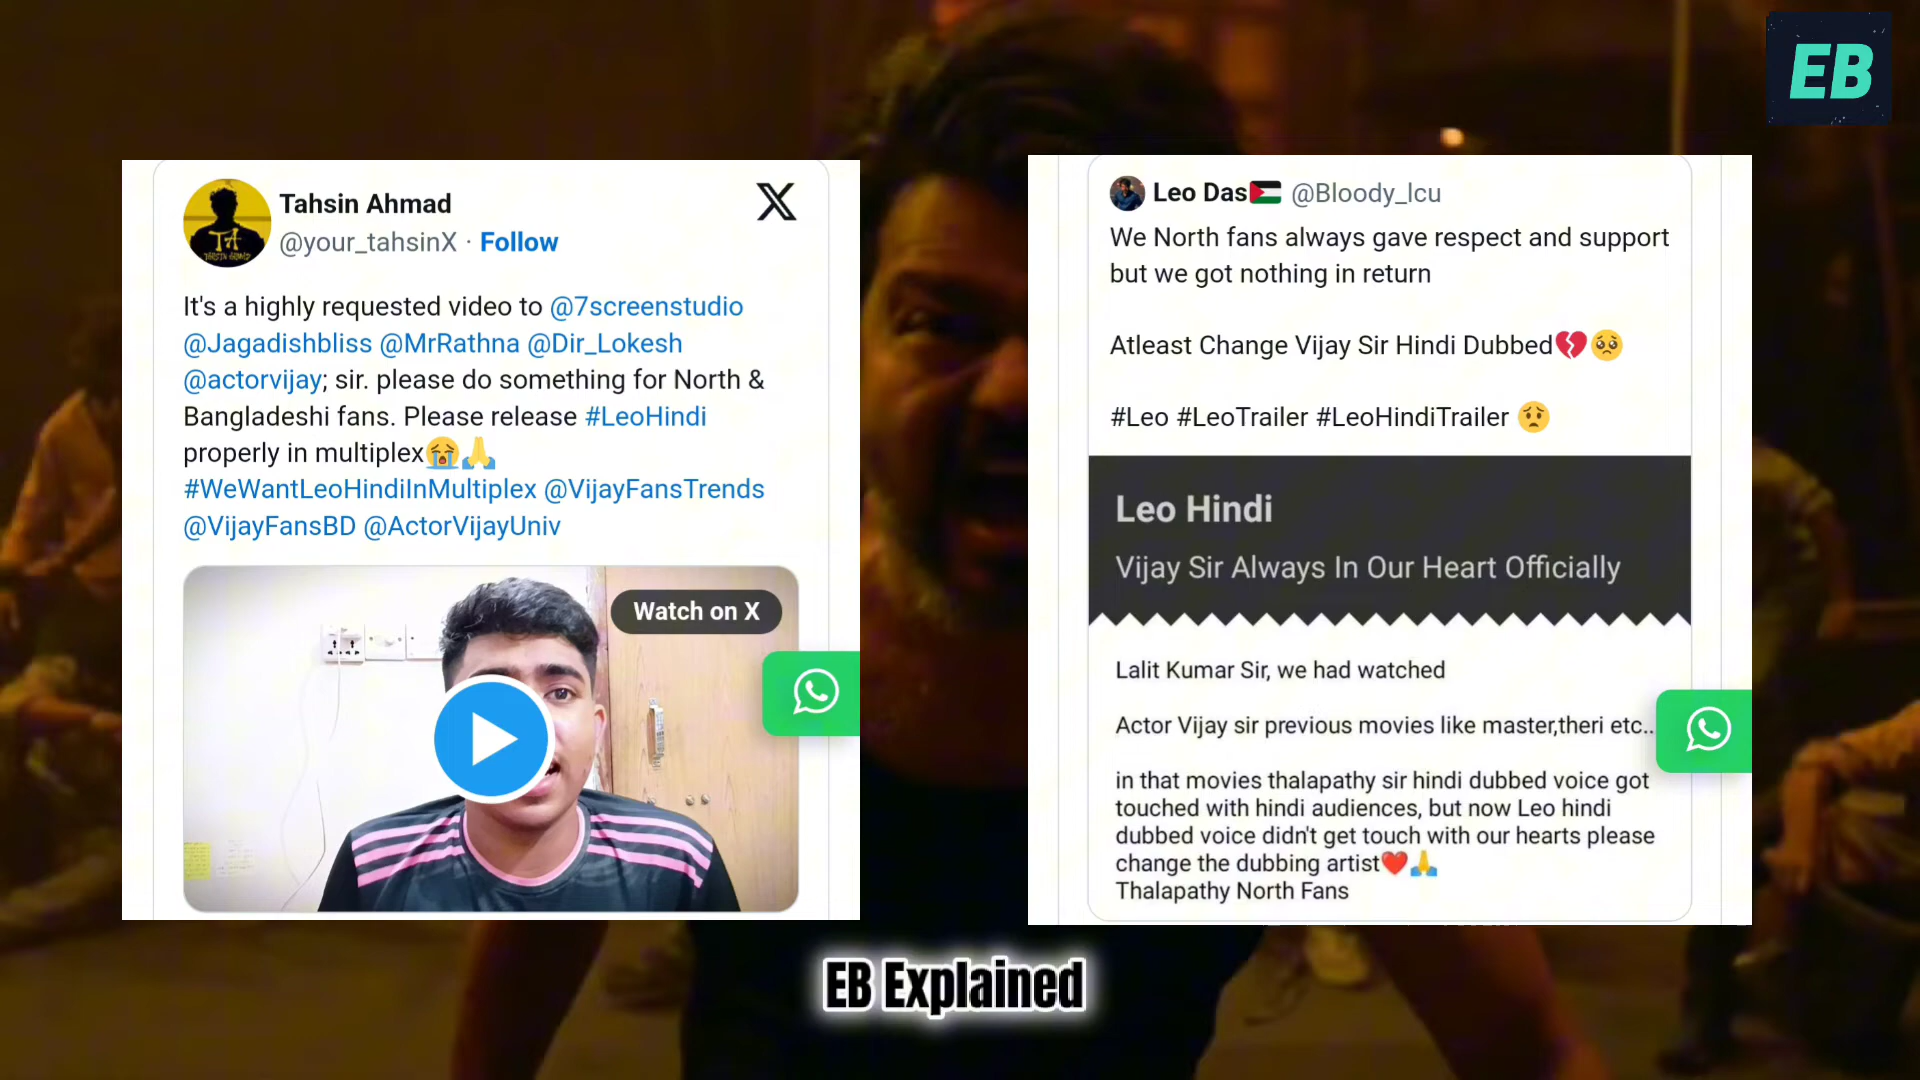 EB
Tahsin Ahmad
@your_tahsinX · Follow
It's a highly requested video to @7screenstudio
@Jagadishbliss @MrRathna @Dir_Lokesh
@actorvijay; sir. please do something for North &
Bangladeshi fans. Please release #LeoHindi
properly in multiplex😭🙏
#WeWantLeoHindiInMultiplex @VijayFansTrends
@VijayFansBD @ActorVijayUniv
Watch on X
Leo Das🇵🇸 @Bloody_lcu
We North fans always gave respect and support
but we got nothing in return
Atleast Change Vijay Sir Hindi Dubbed💔🥺
#Leo #LeoTrailer #LeoHindiTrailer 😟
Leo Hindi
Vijay Sir Always In Our Heart Officially
Lalit Kumar Sir, we had watched
Actor Vijay sir previous movies like master,theri etc..
in that movies thalapathy sir hindi dubbed voice got
touched with hindi audiences, but now Leo hindi
dubbed voice didn't get touch with our hearts please
change the dubbing artist❤️🙏
Thalapathy North Fans
EB Explained